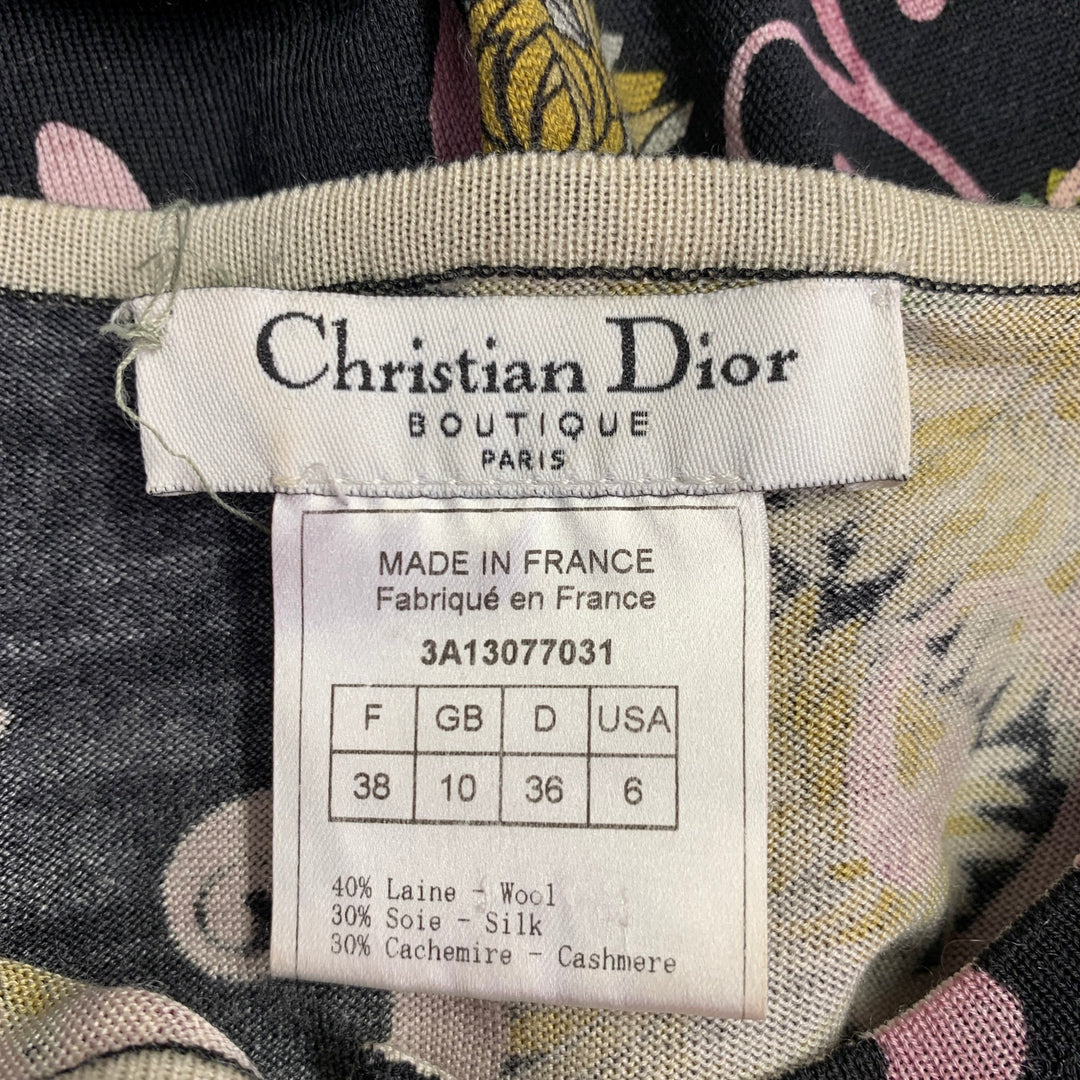 Christian Dior
BOUTIQUE
PARIS
MADE IN FRANCE
Fabriqué en France
3A13077031
F GB D USA
38 10 36 6
40% Laine - Wool
30% Soie - Silk
30% Cachemire - Cashmere